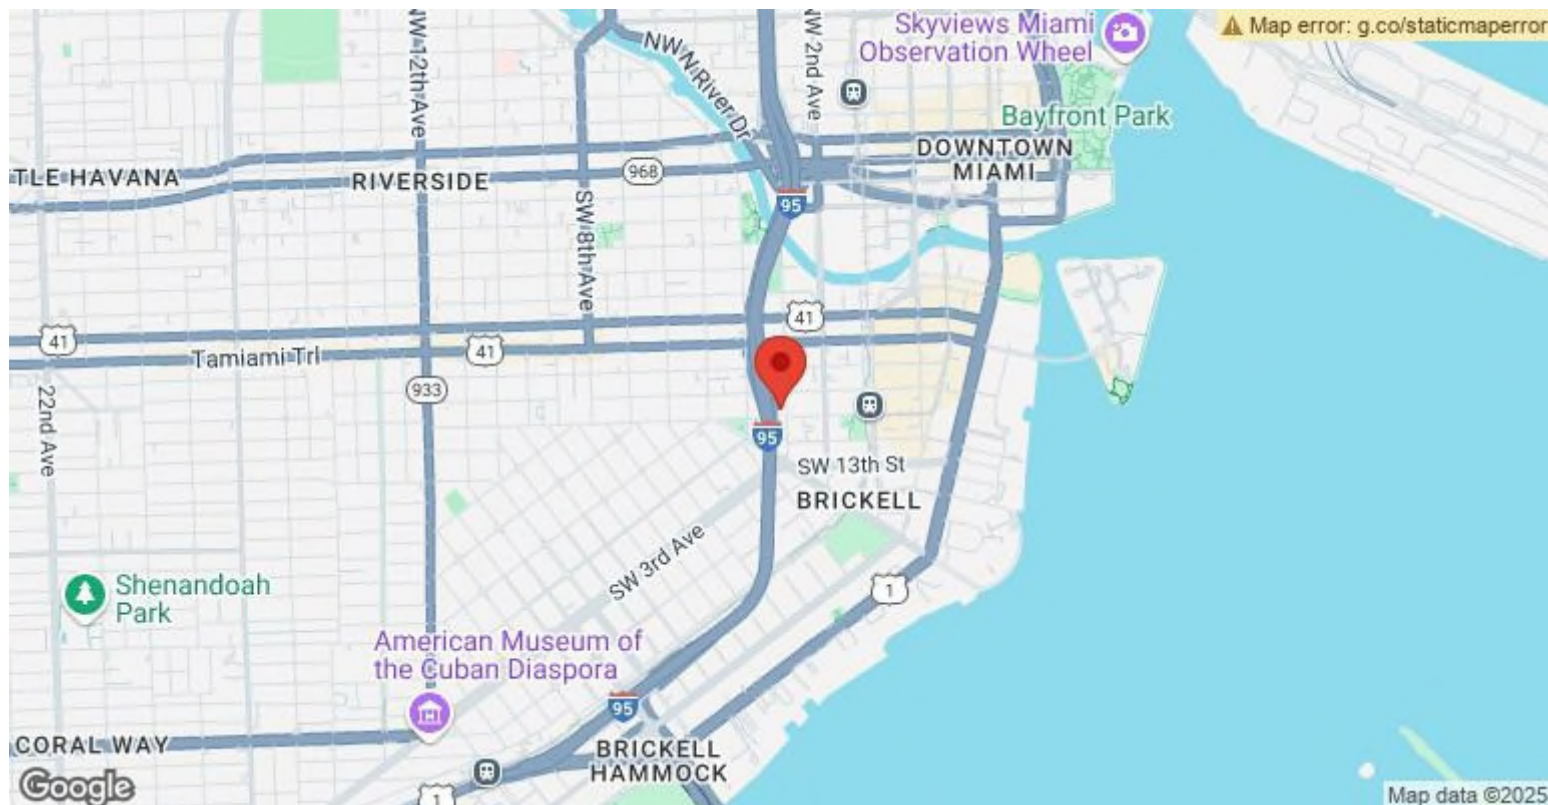 Skyviews Miami
Observation Wheel
Map error: g.co/staticmaperror
NW 12th Ave
NW N River Dr
NW 2nd Ave
Bayfront Park
DOWNTOWN
MIAMI
TLE HAVANA
RIVERSIDE
968
95
SW 8th Ave
41
41
Tamiami Trl
41
933
22nd Ave
95
SW 13th St
BRICKELL
SW 3rd Ave
Shenandoah
Park
1
American Museum of
the Cuban Diaspora
95
CORAL WAY
BRICKELL
HAMMOCK
Google
1
Map data ©2025